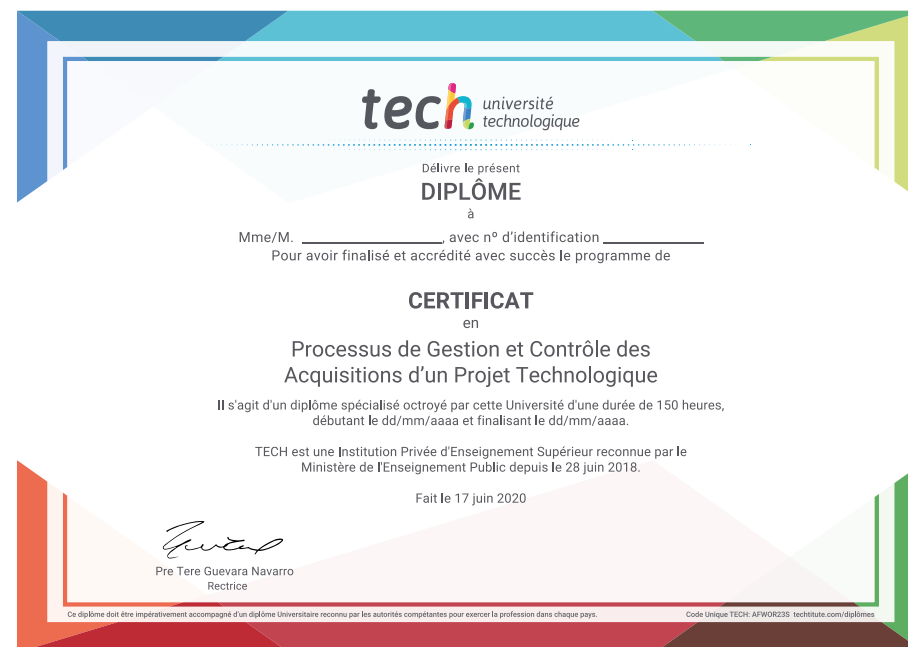 tech université
technologique
Délivre le présent
DIPLÔME
à
Mme/M. ____________________, avec nº d'identification ______________
Pour avoir finalisé et accrédité avec succès le programme de
CERTIFICAT
en
Processus de Gestion et Contrôle des
Acquisitions d'un Projet Technologique
Il s'agit d'un diplôme spécialisé octroyé par cette Université d'une durée de 150 heures,
débutant le dd/mm/aaaa et finalisant le dd/mm/aaaa.
TECH est une Institution Privée d'Enseignement Supérieur reconnue par le
Ministère de l'Enseignement Public depuis le 28 juin 2018.
Fait le 17 juin 2020
Pre Tere Guevara Navarro
Rectrice
Ce diplôme doit être impérativement accompagné d'un diplôme Universitaire reconnu par les autorités compétentes pour exercer la profession dans chaque pays. Code Unique TECH: AFWOR23S techtitute.com/diplômes